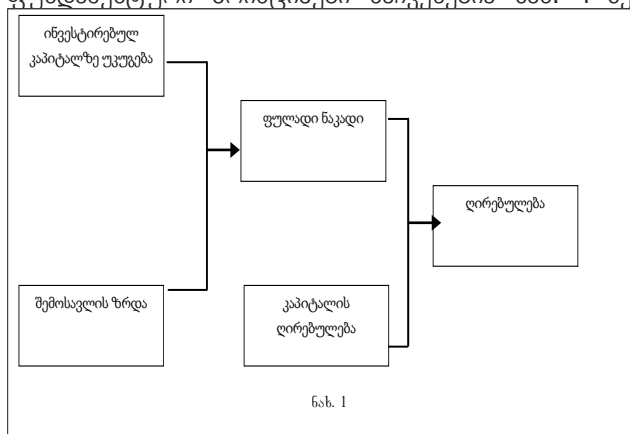 ინვესტირებულ
კაპიტალზე უკუგება
ფულადი ნაკადი
ღირებულება
შემოსავლის ზრდა
კაპიტალის
ღირებულება
ნახ. 1